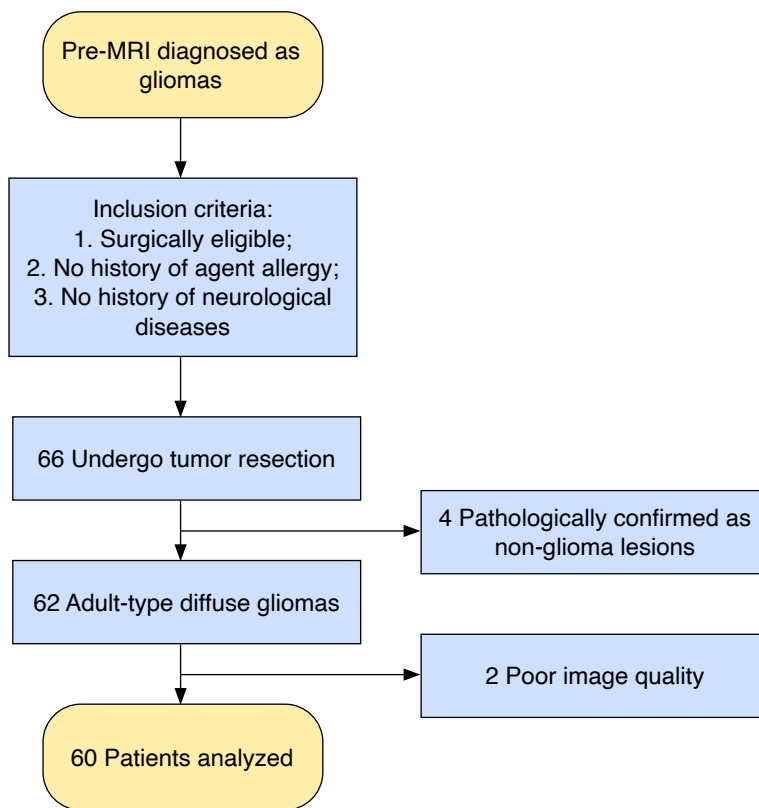 Pre-MRI diagnosed as
gliomas
Inclusion criteria:
1. Surgically eligible;
2. No history of agent allergy;
3. No history of neurological
diseases
66 Undergo tumor resection
4 Pathologically confirmed as
non-glioma lesions
62 Adult-type diffuse gliomas
2 Poor image quality
60 Patients analyzed